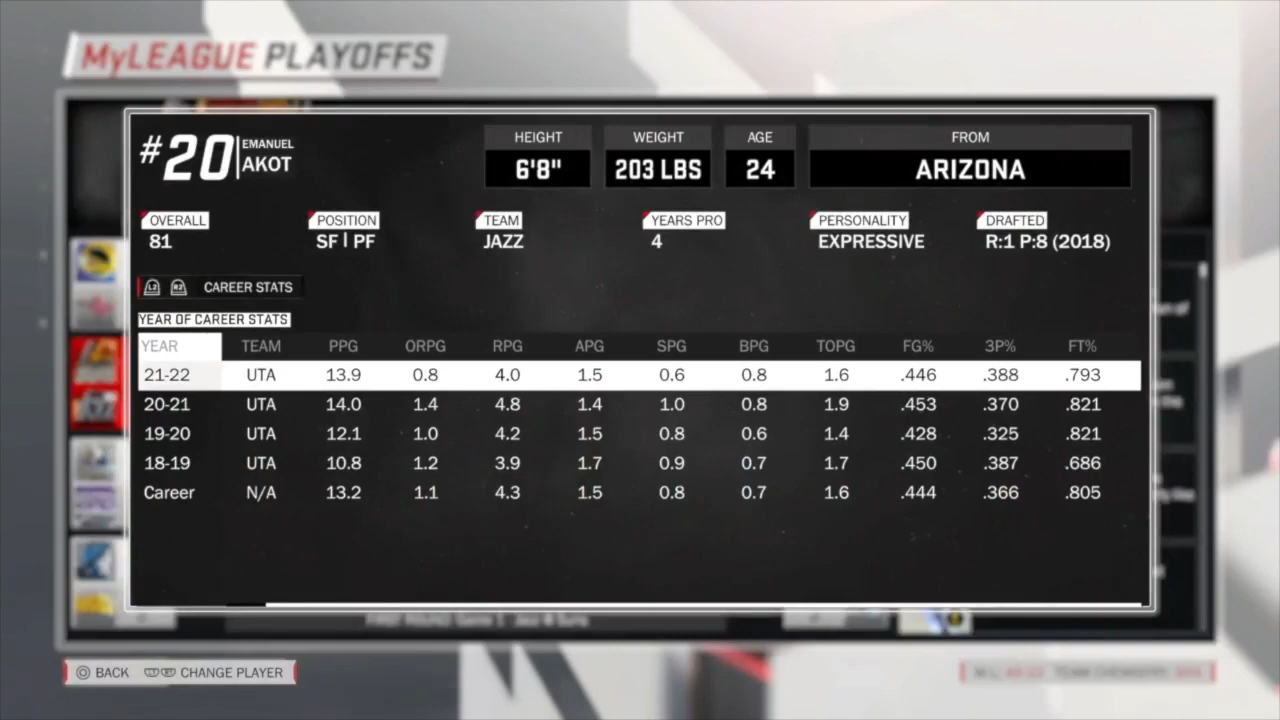 MyLEAGUE PLAYOFFS
#20 EMANUEL AKOT
HEIGHT WEIGHT AGE FROM
6'8" 203 LBS 24 ARIZONA
OVERALL POSITION TEAM YEARS PRO PERSONALITY DRAFTED
81 SF | PF JAZZ 4 EXPRESSIVE R:1 P:8 (2018)
L2 R2 CAREER STATS
YEAR OF CAREER STATS
YEAR TEAM PPG ORPG RPG APG SPG BPG TOPG FG% 3P% FT%
21-22 UTA 13.9 0.8 4.0 1.5 0.6 0.8 1.6 .446 .388 .793
20-21 UTA 14.0 1.4 4.8 1.4 1.0 0.8 1.9 .453 .370 .821
19-20 UTA 12.1 1.0 4.2 1.5 0.8 0.6 1.4 .428 .325 .821
18-19 UTA 10.8 1.2 3.9 1.7 0.9 0.7 1.7 .450 .387 .686
Career N/A 13.2 1.1 4.3 1.5 0.8 0.7 1.6 .444 .366 .805
BACK CHANGE PLAYER